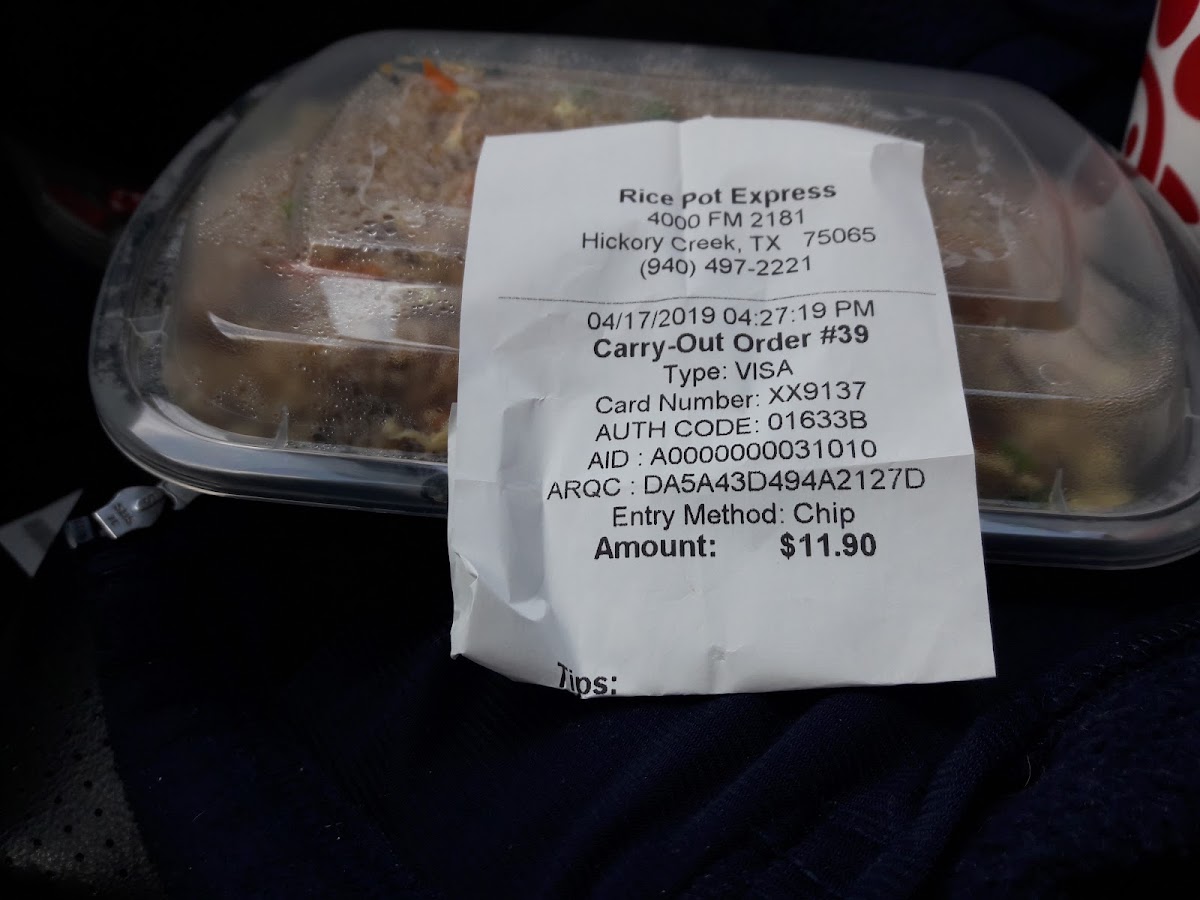 Rice Pot Express
4000 FM 2181
Hickory Creek, TX 75065
(940) 497-2221
04/17/2019 04:27:19 PM
Carry-Out Order #39
Type: VISA
Card Number: XX9137
AUTH CODE: 01633B
AID : A0000000031010
ARQC : DA5A43D494A2127D
Entry Method: Chip
Amount: $11.90
Tips: